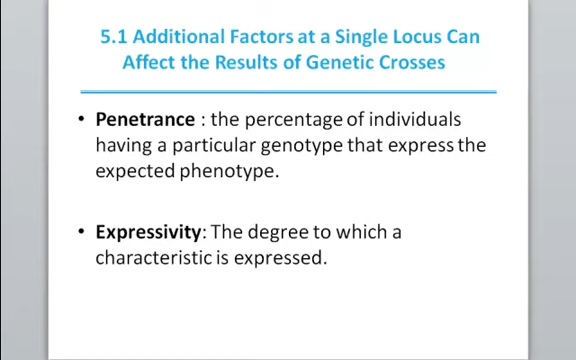 5.1 Additional Factors at a Single Locus Can
Affect the Results of Genetic Crosses
• Penetrance : the percentage of individuals
having a particular genotype that express the
expected phenotype.
• Expressivity: The degree to which a
characteristic is expressed.